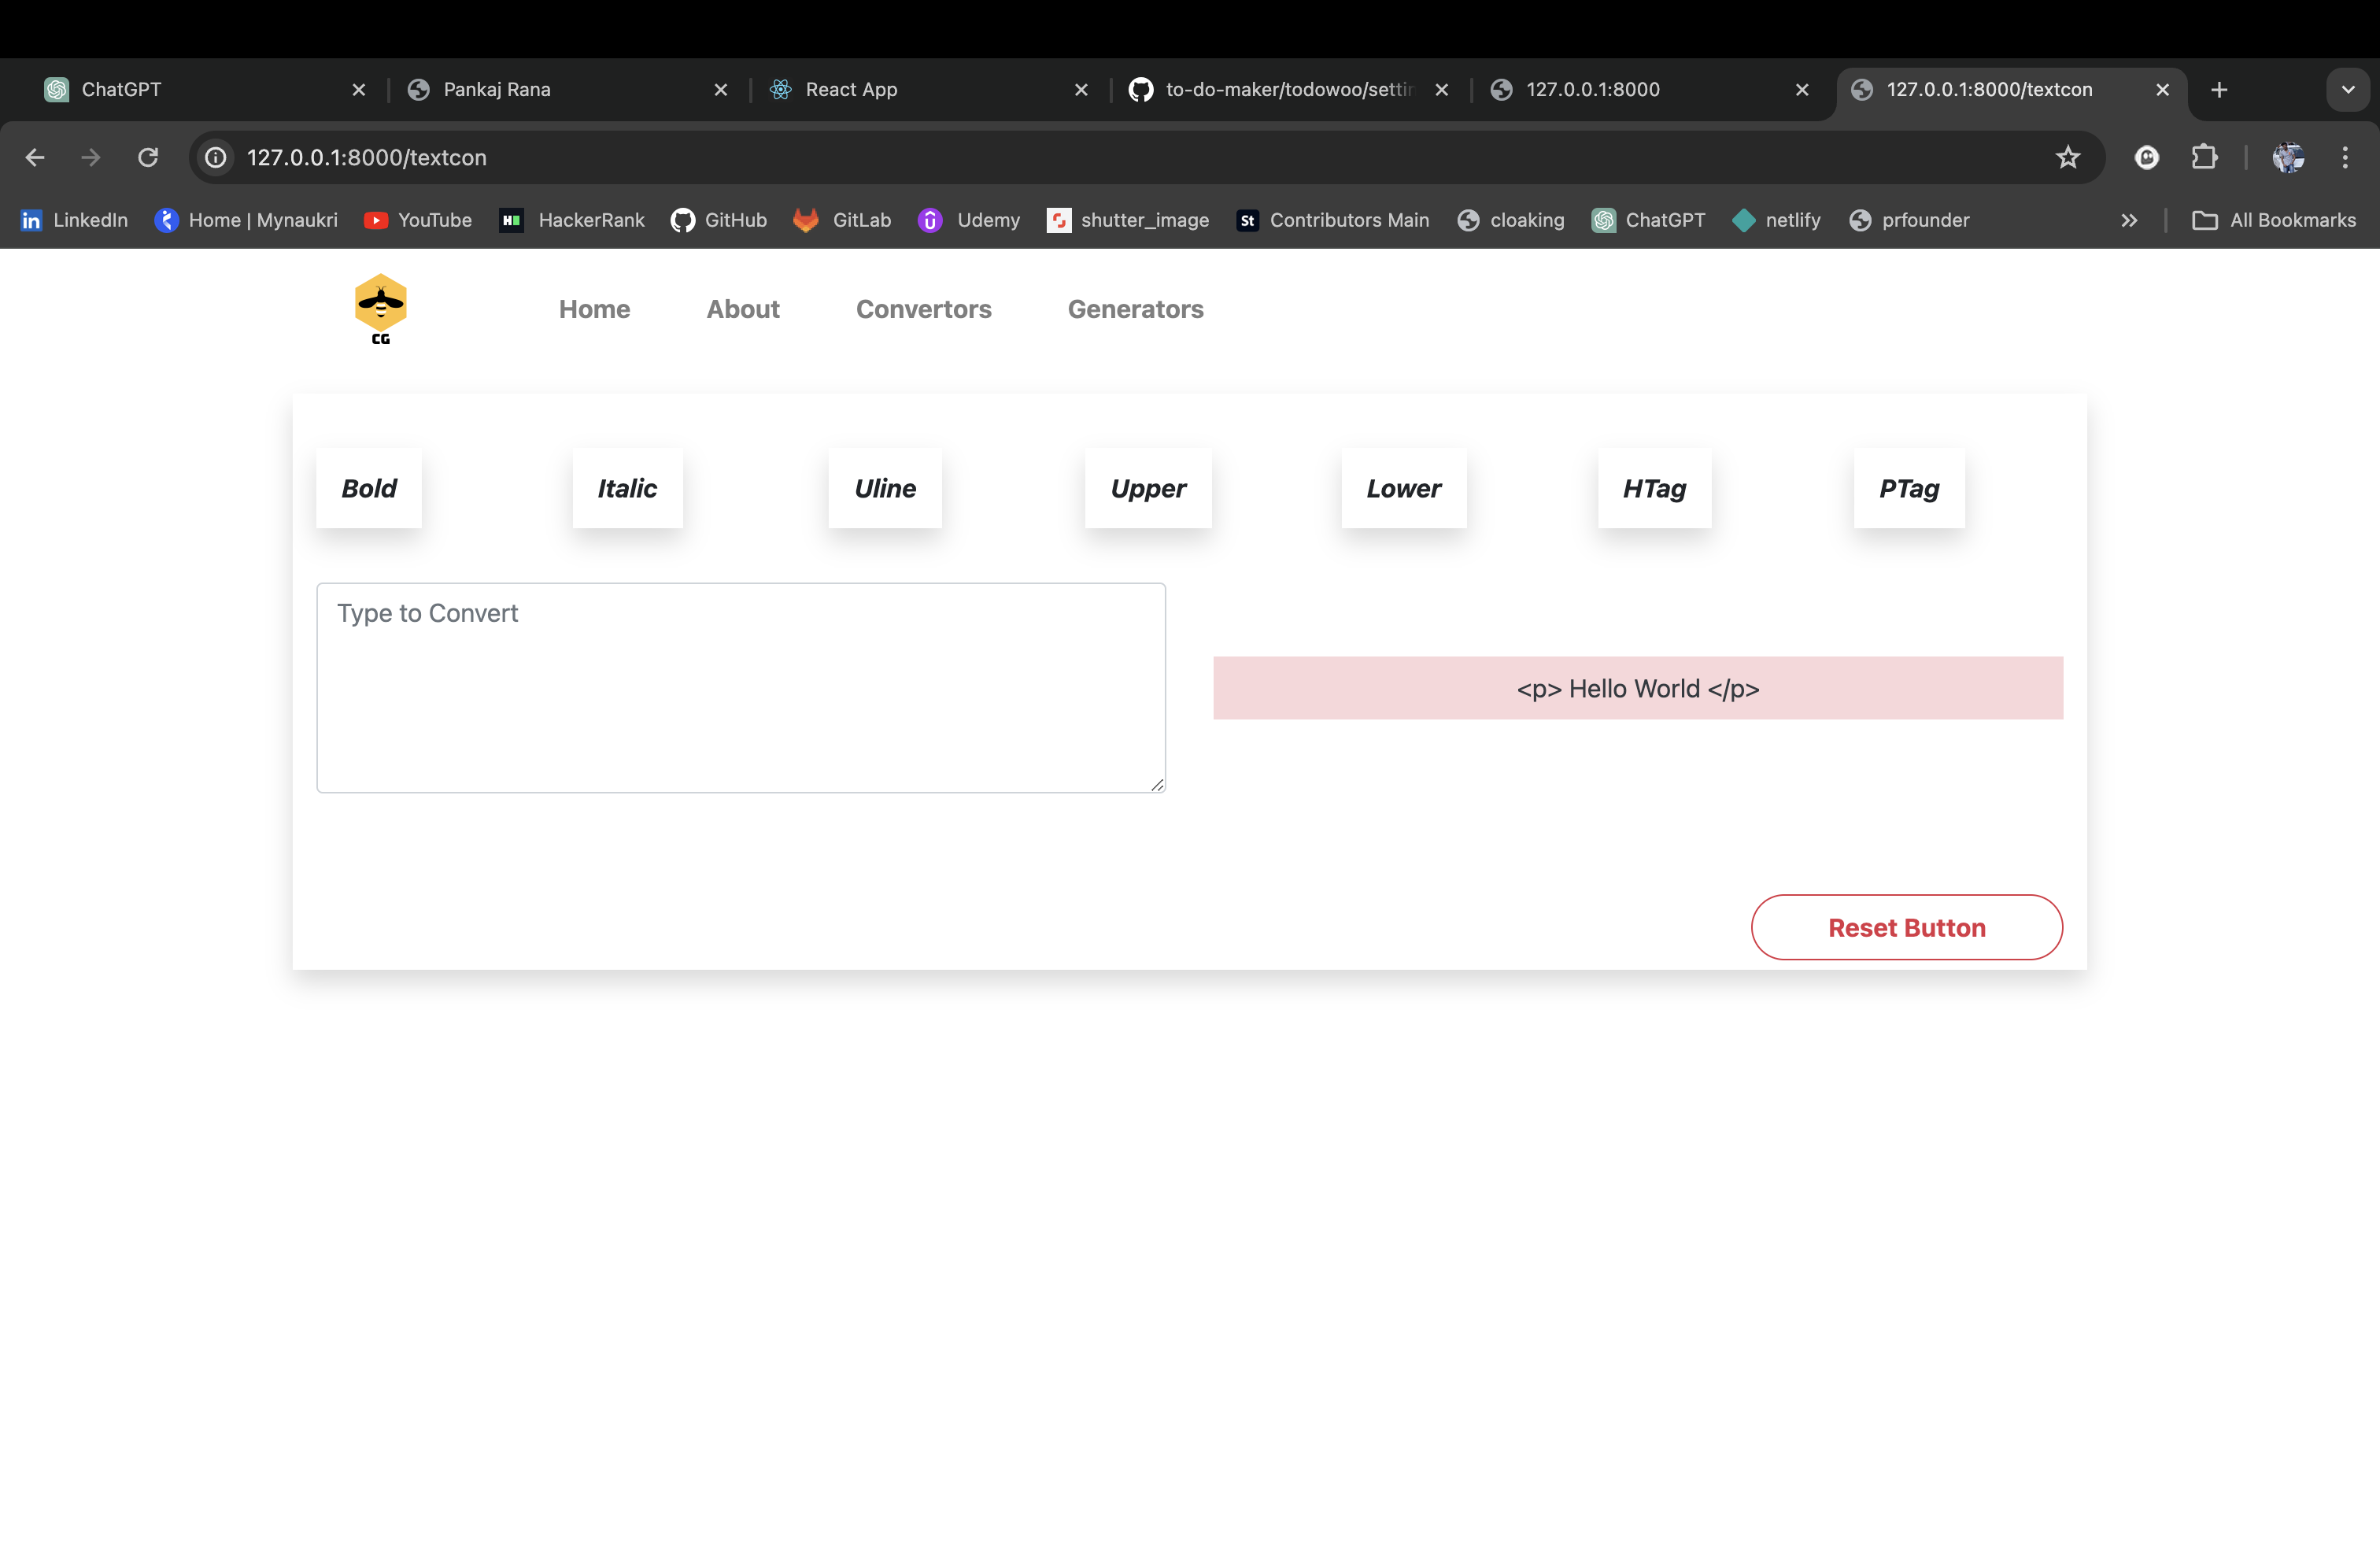 ChatGPT Pankaj Rana React App to-do-maker/todowoo/settin 127.0.0.1:8000 127.0.0.1:8000/textcon
127.0.0.1:8000/textcon
LinkedIn Home | Mynaukri YouTube HackerRank GitHub GitLab Udemy shutter_image Contributors Main cloaking ChatGPT netlify prfounder All Bookmarks
CG Home About Convertors Generators
Bold Italic Uline Upper Lower HTag PTag
Type to Convert
<p> Hello World </p>
Reset Button